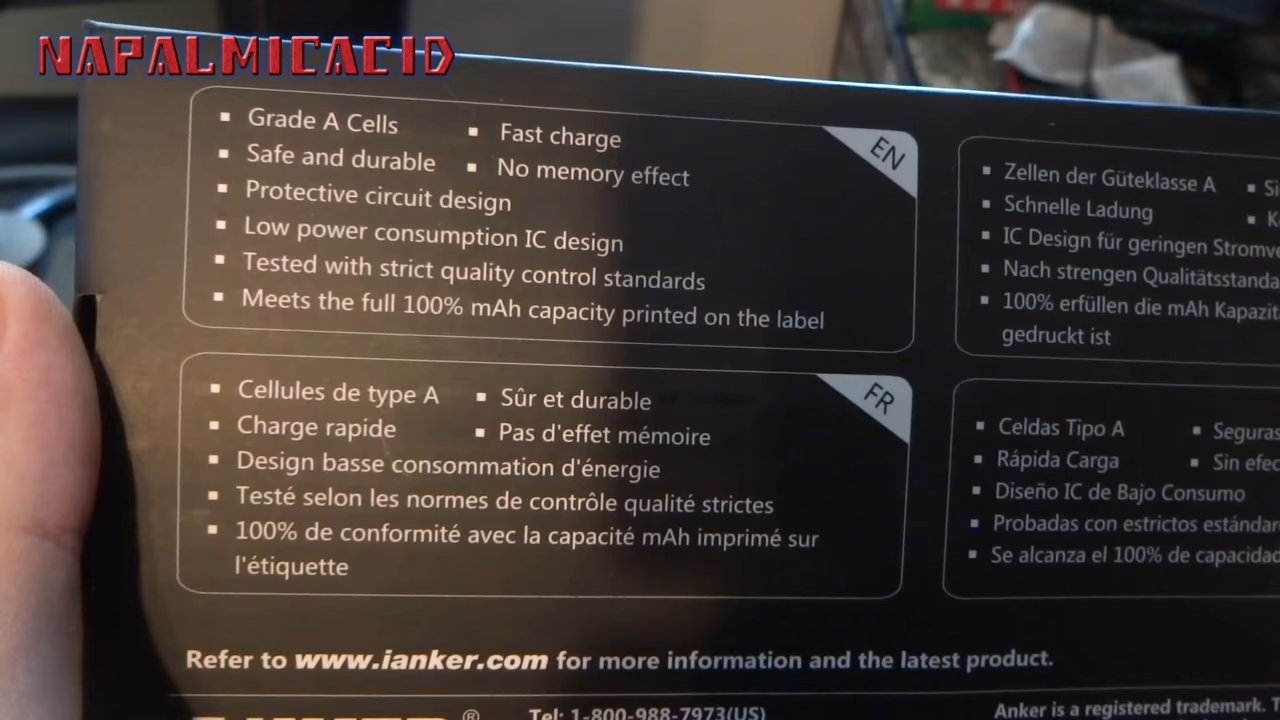 NAPALMICACID
Grade A Cells
Fast charge
Safe and durable
No memory effect
Protective circuit design
Low power consumption IC design
Tested with strict quality control standards
Meets the full 100% mAh capacity printed on the label
EN
Zellen der Güteklasse A
Schnelle Ladung
IC Design für geringen Stromve
Nach strengen Qualitätsstanda
100% erfüllen die mAh Kapazit
gedruckt ist
Cellules de type A
Sûr et durable
Charge rapide
Pas d'effet mémoire
Design basse consommation d'énergie
Testé selon les normes de contrôle qualité strictes
100% de conformité avec la capacité mAh imprimé sur
l'étiquette
FR
Celdas Tipo A
Seguras
Rápida Carga
Sin efec
Diseño IC de Bajo Consumo
Probadas con estrictos estándar
Se alcanza el 100% de capacidad
Refer to www.ianker.com for more information and the latest product.
Tel: 1-800-988-7973(US)
Anker is a registered trademark. T